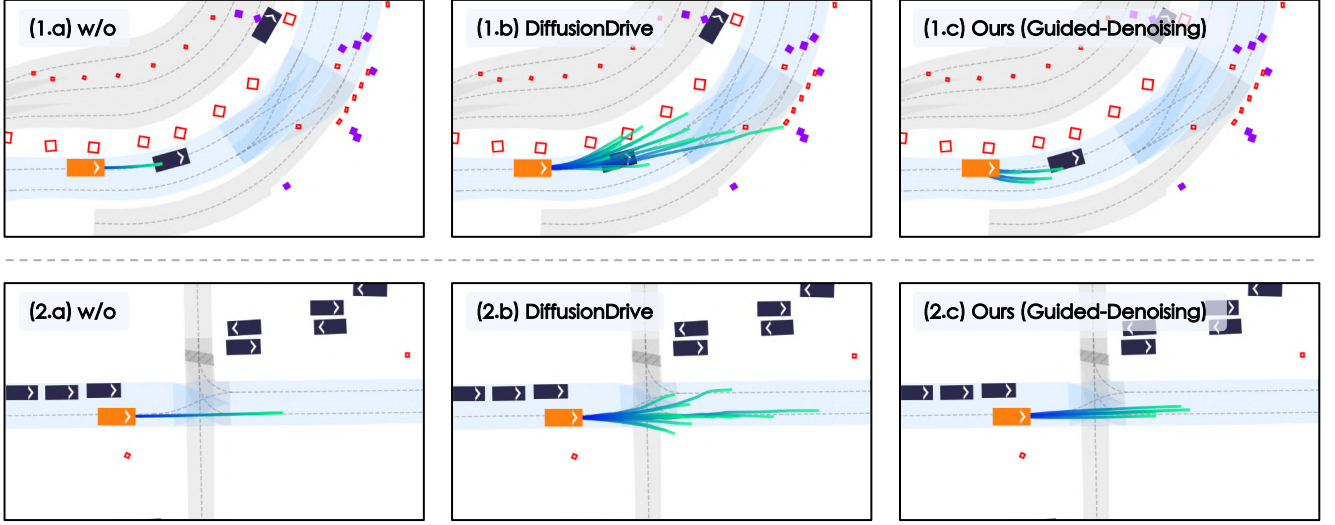 (1.a) w/o
(1.b) DiffusionDrive
(1.c) Ours (Guided-Denoising)
(2.a) w/o
(2.b) DiffusionDrive
(2.c) Ours (Guided-Denoising)